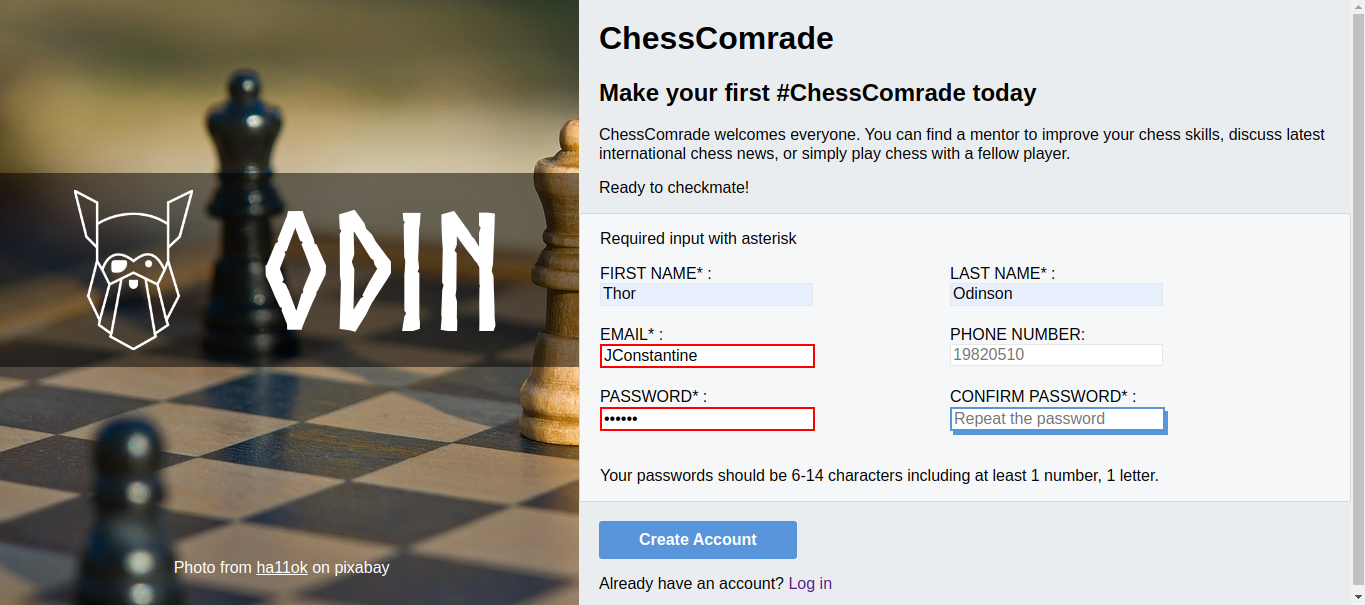 ODIN
Photo from ha11ok on pixabay
ChessComrade
Make your first #ChessComrade today
ChessComrade welcomes everyone. You can find a mentor to improve your chess skills, discuss latest
international chess news, or simply play chess with a fellow player.
Ready to checkmate!
Required input with asterisk
FIRST NAME* :
Thor
LAST NAME* :
Odinson
EMAIL* :
JConstantine
PHONE NUMBER:
19820510
PASSWORD* :
••••••
CONFIRM PASSWORD* :
Repeat the password
Your passwords should be 6-14 characters including at least 1 number, 1 letter.
Create Account
Already have an account? Log in